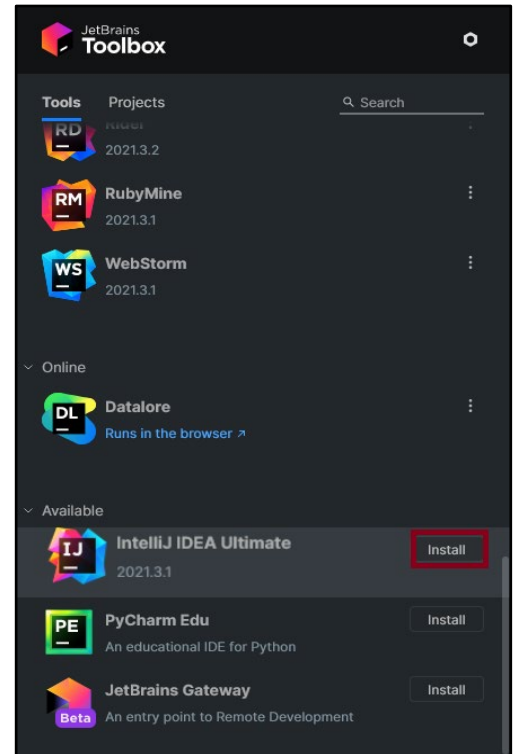 JetBrains
Toolbox
Tools Projects Search
RD Rider
2021.3.2
RM RubyMine
2021.3.1
WS WebStorm
2021.3.1
Online
DL Datalore
Runs in the browser ↗
Available
IJ IntelliJ IDEA Ultimate Install
2021.3.1
PE PyCharm Edu Install
An educational IDE for Python
JetBrains Gateway Install
Beta An entry point to Remote Development